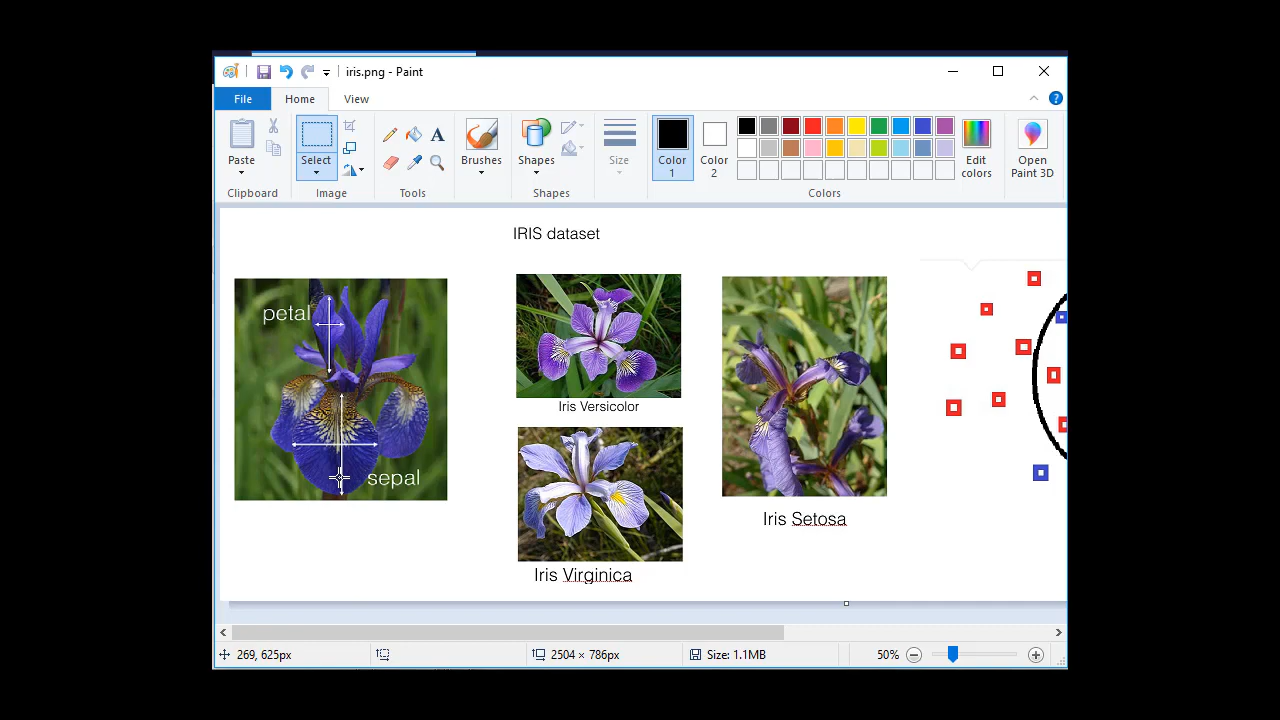 iris.png - Paint
File
Home
View
Paste
Select
Brushes
Shapes
Size
Color
1
Color
2
Edit
colors
Open
Paint 3D
Clipboard
Image
Tools
Shapes
Colors
IRIS dataset
petal
sepal
Iris Versicolor
Iris Virginica
Iris Setosa
269, 625px
2504 × 786px
Size: 1.1MB
50%